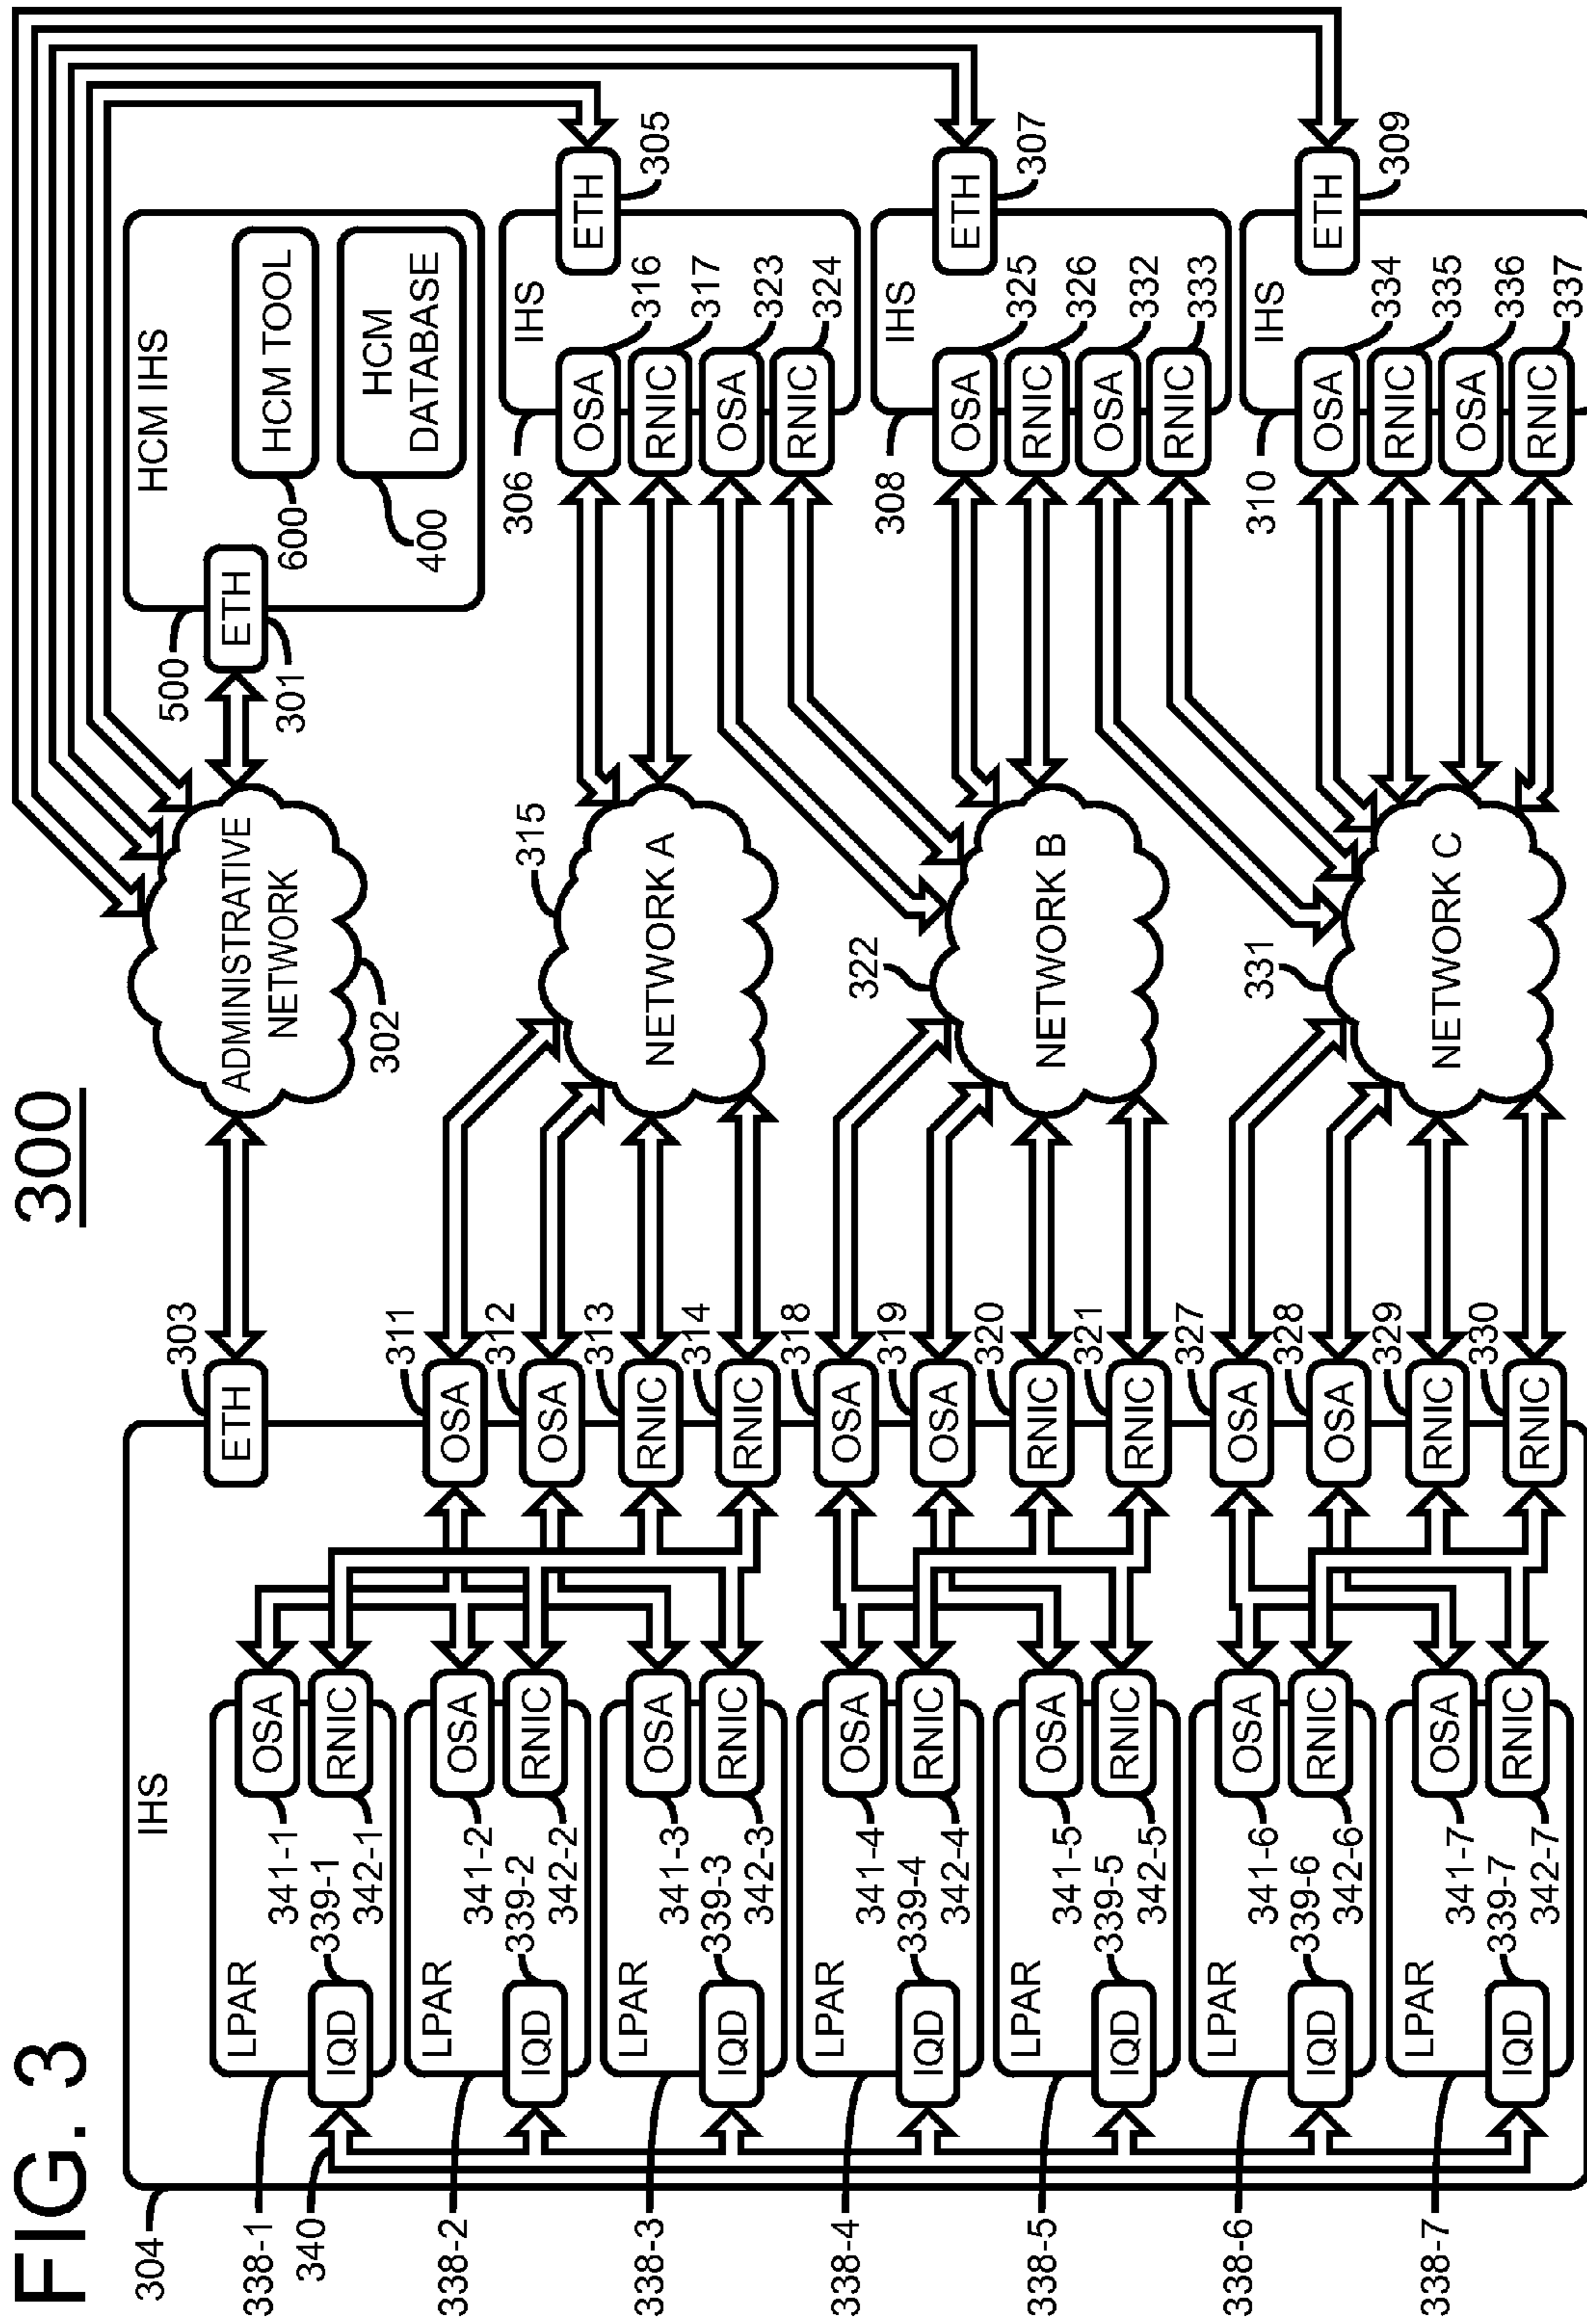 FIG. 3
300
304
IHS
303
ETH
338-1
LPAR
IQD
339-1
341-1
OSA
342-1
RNIC
340
338-2
LPAR
IQD
339-2
341-2
OSA
342-2
RNIC
338-3
LPAR
IQD
339-3
341-3
OSA
342-3
RNIC
338-4
LPAR
IQD
339-4
341-4
OSA
342-4
RNIC
338-5
LPAR
IQD
339-5
341-5
OSA
342-5
RNIC
338-6
LPAR
IQD
339-6
341-6
OSA
342-6
RNIC
338-7
LPAR
IQD
339-7
341-7
OSA
342-7
RNIC
311
OSA
312
OSA
313
RNIC
314
RNIC
318
OSA
319
OSA
320
RNIC
321
RNIC
327
OSA
328
OSA
329
RNIC
330
RNIC
ADMINISTRATIVE
NETWORK
302
315
NETWORK A
322
NETWORK B
331
NETWORK C
HCM IHS
500
ETH
301
HCM TOOL
600
HCM
DATABASE
400
306
IHS
ETH
305
OSA
316
RNIC
317
OSA
323
RNIC
324
308
IHS
ETH
307
OSA
325
RNIC
326
OSA
332
RNIC
333
310
IHS
ETH
309
OSA
334
RNIC
335
OSA
336
RNIC
337